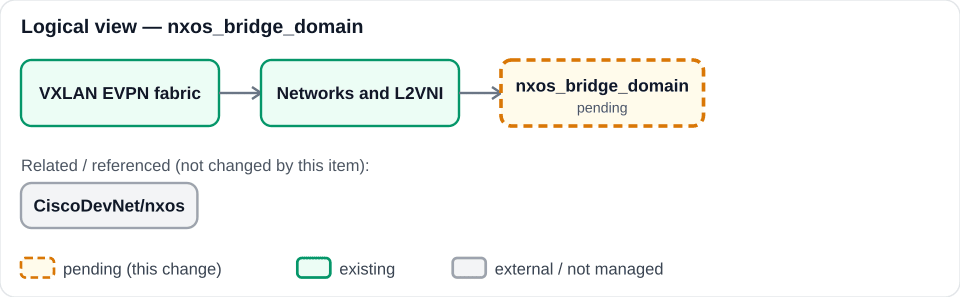 Logical view — nxos_bridge_domain
VXLAN EVPN fabric
Networks and L2VNI
nxos_bridge_domain
pending
Related / referenced (not changed by this item):
CiscoDevNet/nxos
pending (this change)
existing
external / not managed